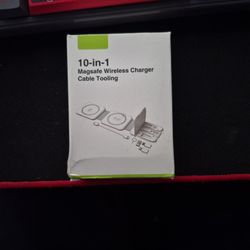 10-in-1
Magsafe Wireless Charger
Cable Tooling